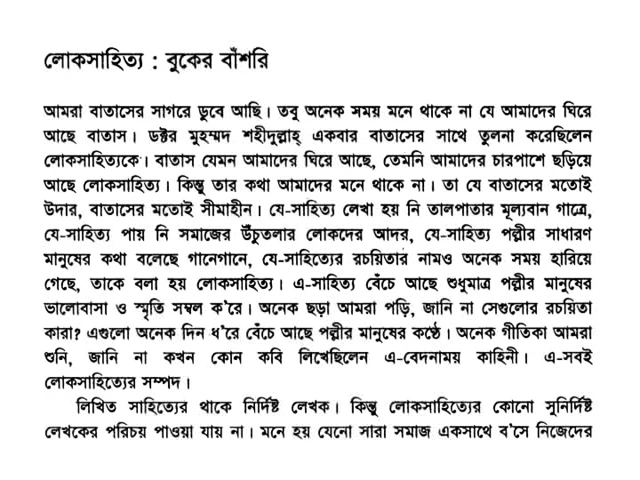 লোকসাহিত্য : বুকের বাঁশরি
আমরা বাতাসের সাগরে ডুবে আছি। তবু অনেক সময় মনে থাকে না যে আমাদের ঘিরে
আছে বাতাস। ডক্টর মুহম্মদ শহীদুল্লাহ্ একবার বাতাসের সাথে তুলনা করেছিলেন
লোকসাহিত্যকে। বাতাস যেমন আমাদের ঘিরে আছে, তেমনি আমাদের চারপাশে ছড়িয়ে
আছে লোকসাহিত্য। কিন্তু তার কথা আমাদের মনে থাকে না। তা যে বাতাসের মতোই
উদার, বাতাসের মতোই সীমাহীন। যে-সাহিত্য লেখা হয় নি তালপাতার মূল্যবান গাত্রে,
যে-সাহিত্য পায় নি সমাজের উঁচুতলার লোকদের আদর, যে-সাহিত্য পল্লীর সাধারণ
মানুষের কথা বলেছে গানেগানে, যে-সাহিত্যের রচয়িতার নামও অনেক সময় হারিয়ে
গেছে, তাকে বলা হয় লোকসাহিত্য। এ-সাহিত্য বেঁচে আছে শুধুমাত্র পল্লীর মানুষের
ভালোবাসা ও স্মৃতি সম্বল ক'রে। অনেক ছড়া আমরা পড়ি, জানি না সেগুলোর রচয়িতা
কারা? এগুলো অনেক দিন ধ'রে বেঁচে আছে পল্লীর মানুষের কণ্ঠে। অনেক গীতিকা আমরা
শুনি, জানি না কখন কোন কবি লিখেছিলেন এ-বেদনাময় কাহিনী। এ-সবই
লোকসাহিত্যের সম্পদ।
লিখিত সাহিত্যের থাকে নির্দিষ্ট লেখক। কিন্তু লোকসাহিত্যের কোনো সুনির্দিষ্ট
লেখকের পরিচয় পাওয়া যায় না। মনে হয় যেনো সারা সমাজ একসাথে ব'সে নিজেদের